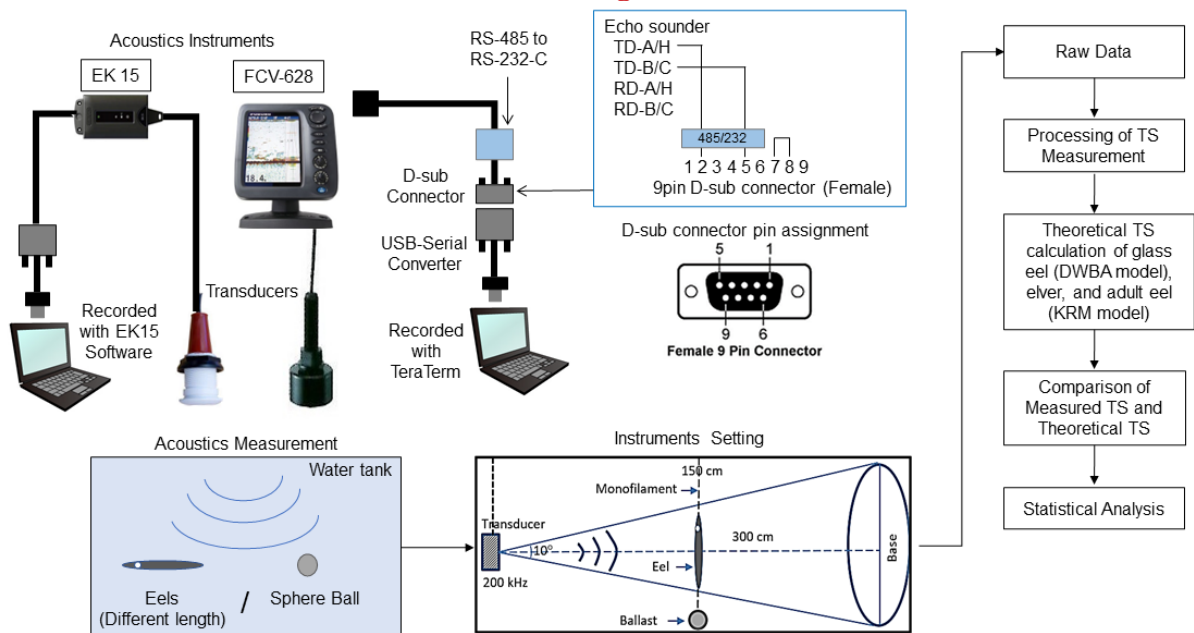 Acoustics Instruments
EK 15
FCV-628
18.4
Transducers
Recorded
with EK15
Software
RS-485 to
RS-232-C
D-sub
Connector
USB-Serial
Converter
Recorded
with
TeraTerm
Echo sounder
TD-A/H
TD-B/C
RD-A/H
RD-B/C
485/232
1 2 3 4 5 6 7 8 9
9pin D-sub connector (Female)
D-sub connector pin assignment
5 1
9 6
Female 9 Pin Connector
Acoustics Measurement
Water tank
Eels
(Different length)
/
Sphere Ball
Instruments Setting
150 cm
Monofilament
Transducer
10°
300 cm
Base
200 kHz
Eel
Ballast
Raw Data
Processing of TS
Measurement
Theoretical TS
calculation of glass
eel (DWBA model),
elver, and adult eel
(KRM model)
Comparison of
Measured TS and
Theoretical TS
Statistical Analysis